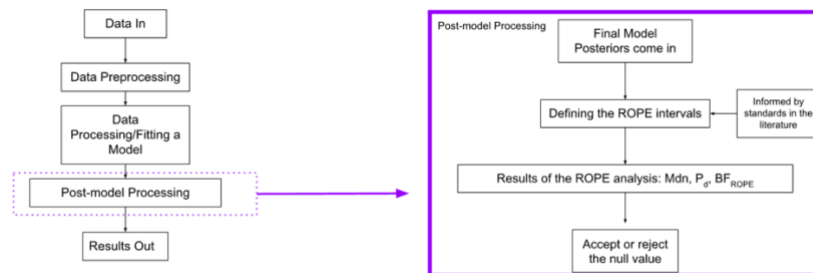 Data In
Data Preprocessing
Data
Processing/Fitting a
Model
Post-model Processing
Results Out
Post-model Processing
Final Model
Posteriors come in
Defining the ROPE intervals
Informed by
standards in the
literature
Results of the ROPE analysis: Mdn, P_d, BF_ROPE
Accept or reject
the null value